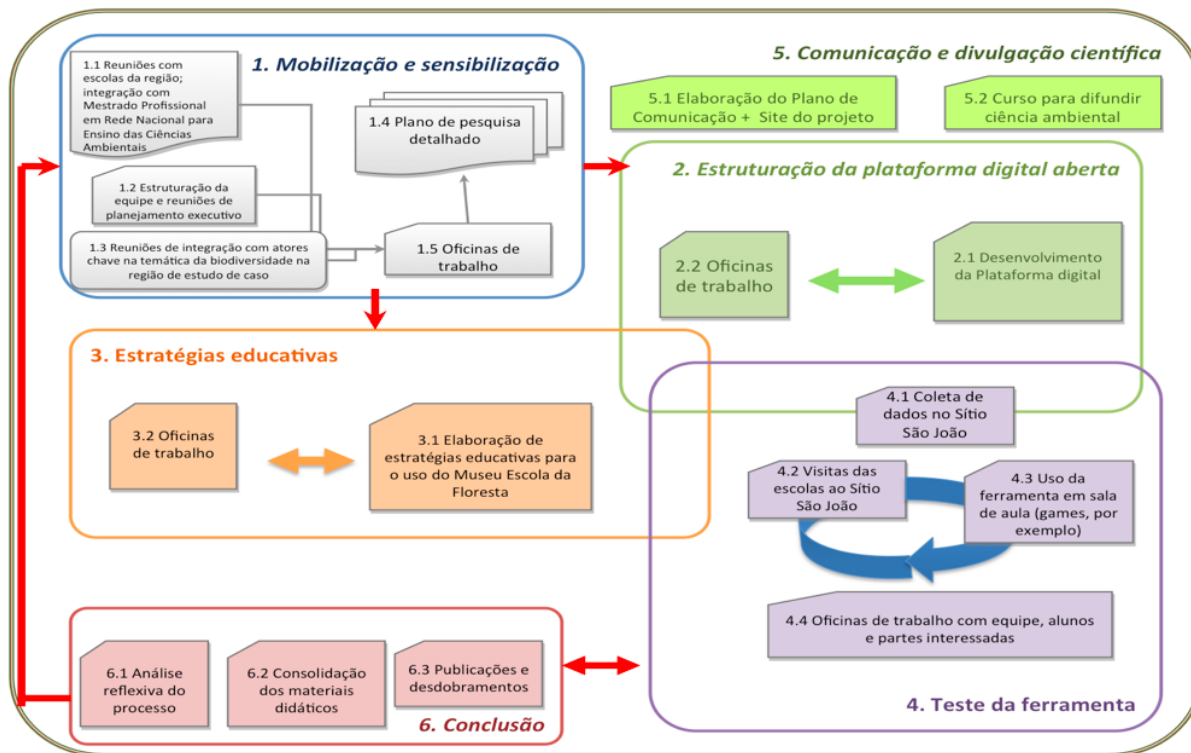 1. Mobilização e sensibilização
1.1 Reuniões com
escolas da região;
integração com
Mestrado Profissional
em Rede Nacional para
Ensino das Ciências
Ambientais
1.2 Estruturação da
equipe e reuniões de
planejamento executivo
1.3 Reuniões de integração com atores
chave na temática da biodiversidade na
região de estudo de caso
1.4 Plano de pesquisa
detalhado
1.5 Oficinas de
trabalho
5. Comunicação e divulgação científica
5.1 Elaboração do Plano de
Comunicação + Site do projeto
5.2 Curso para difundir
ciência ambiental
2. Estruturação da plataforma digital aberta
2.2 Oficinas
de trabalho
2.1 Desenvolvimento
da Plataforma digital
3. Estratégias educativas
3.2 Oficinas
de trabalho
3.1 Elaboração de
estratégias educativas para
o uso do Museu Escola da
Floresta
4.1 Coleta de
dados no Sítio
São João
4.2 Visitas das
escolas ao Sítio
São João
4.3 Uso da
ferramenta em sala
de aula (games, por
exemplo)
4.4 Oficinas de trabalho com equipe, alunos
e partes interessadas
4. Teste da ferramenta
6.1 Análise
reflexiva do
processo
6.2 Consolidação
dos materiais
didáticos
6.3 Publicações e
desdobramentos
6. Conclusão